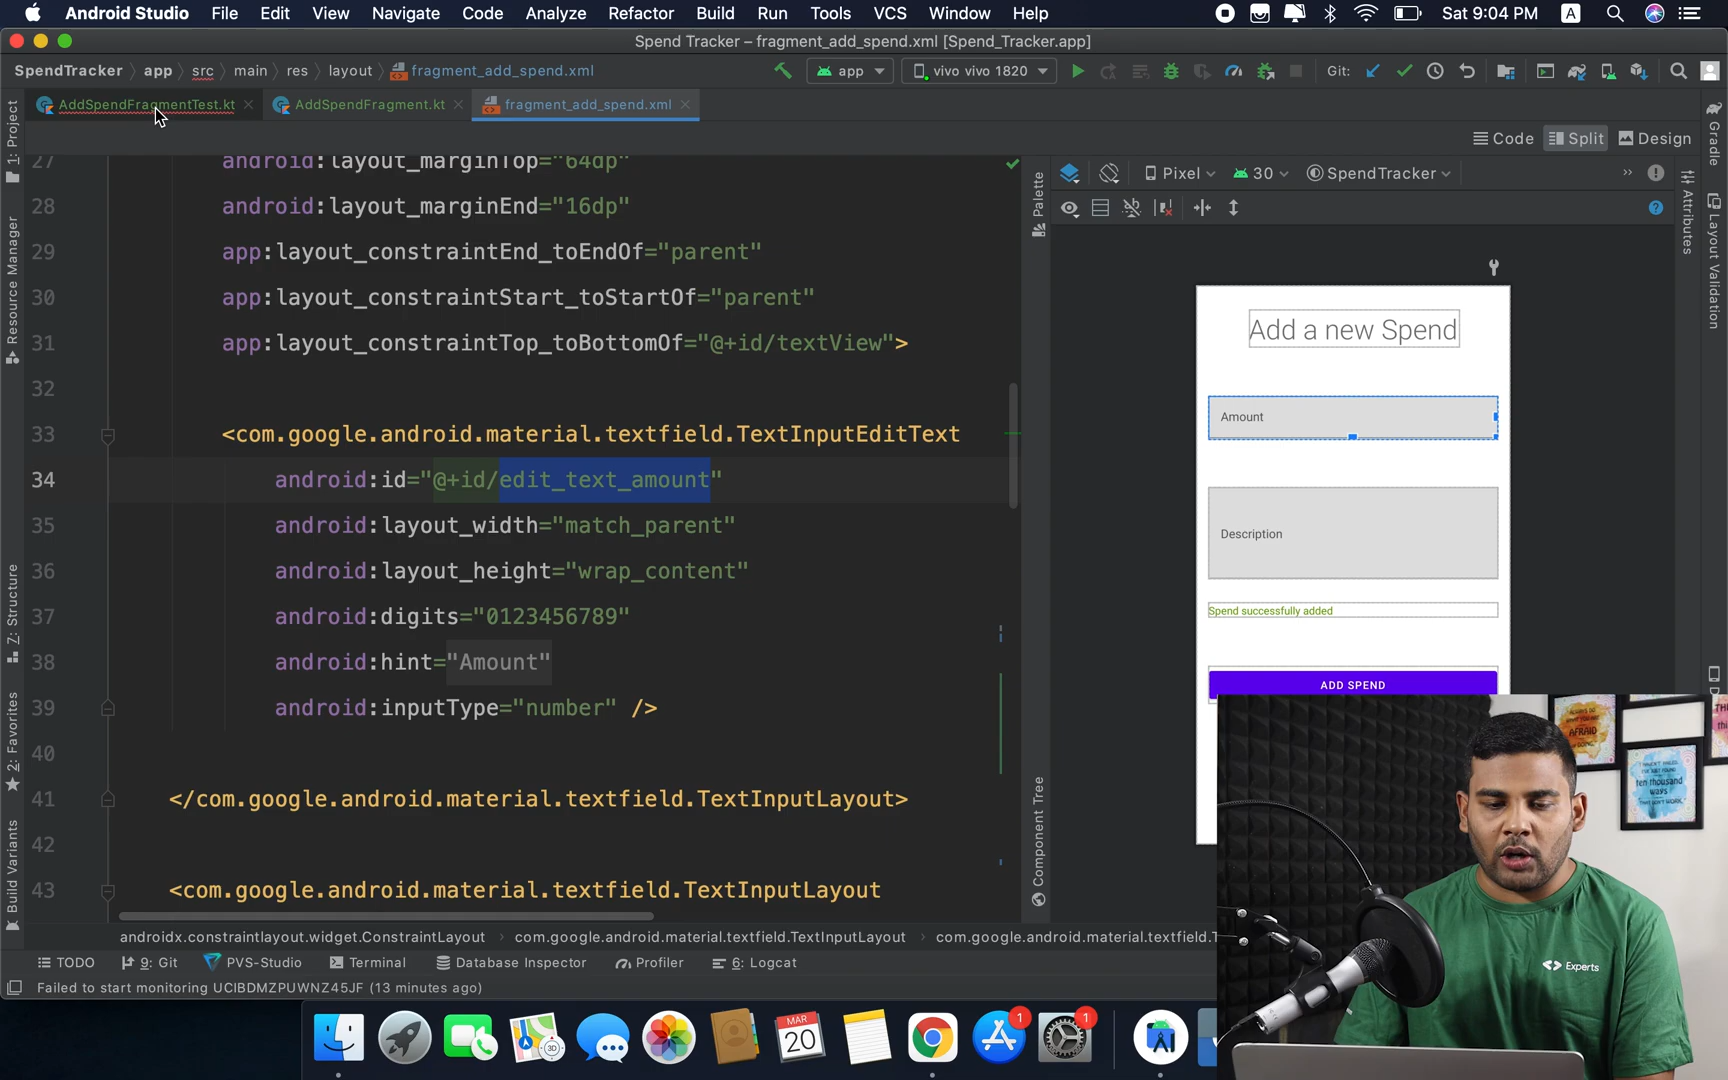 Android Studio File Edit View Navigate Code Analyze Refactor Build Run Tools VCS Window Help Sat 9:04 PM A
Spend Tracker – fragment_add_spend.xml [Spend_Tracker.app]
SpendTracker app src main res layout fragment_add_spend.xml app vivo vivo 1820 Git:
AddSpendFragmentTest.kt AddSpendFragment.kt fragment_add_spend.xml
Code Split Design
Pixel 30 SpendTracker
27 android:layout_marginTop="64dp"
28 android:layout_marginEnd="16dp"
29 app:layout_constraintEnd_toEndOf="parent"
30 app:layout_constraintStart_toStartOf="parent"
31 app:layout_constraintTop_toBottomOf="@+id/textView">
32
33 <com.google.android.material.textfield.TextInputEditText
34 android:id="@+id/edit_text_amount"
35 android:layout_width="match_parent"
36 android:layout_height="wrap_content"
37 android:digits="0123456789"
38 android:hint="Amount"
39 android:inputType="number" />
40
41 </com.google.android.material.textfield.TextInputLayout>
42
43 <com.google.android.material.textfield.TextInputLayout
1: Project
Resource Manager
7: Structure
2: Favorites
Build Variants
Palette
Component Tree
Attributes
Gradle
Layout Validation
Add a new Spend
Amount
Description
Spend successfully added
ADD SPEND
androidx.constraintlayout.widget.ConstraintLayout com.google.android.material.textfield.TextInputLayout com.google.android.material.textfield.T
TODO 9: Git PVS-Studio Terminal Database Inspector Profiler 6: Logcat
Failed to start monitoring UCIBDMZPUWNZ45JF (13 minutes ago)
MAR
20
3D
1
1
AFRAID
ten thousand
ways
<> Experts